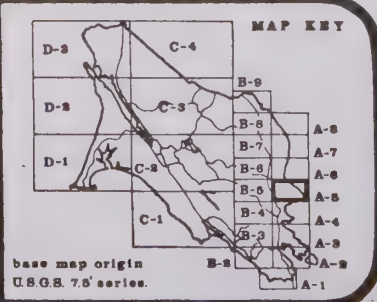 MAP KEY
D-3
C-4
B-9
D-2
C-3
B-8
A-8
B-7
A-7
D-1
C-2
B-6
A-6
B-5
A-5
C-1
B-4
A-4
B-3
A-3
B-2
A-2
A-1
base map origin
U.S.G.S. 7.5' series.